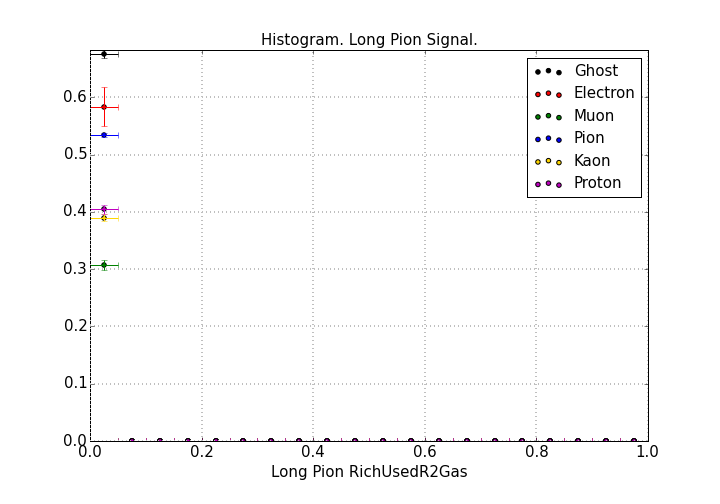 Histogram. Long Pion Signal.
Ghost
Electron
Muon
Pion
Kaon
Proton
0.6
0.5
0.4
0.3
0.2
0.1
0.0
0.0 0.2 0.4 0.6 0.8 1.0
Long Pion RichUsedR2Gas